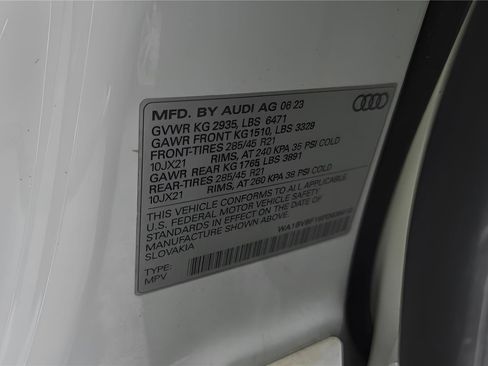 MFD. BY AUDI AG 06 23
GVWR KG 2935, LBS 6471
GAWR FRONT KG1510, LBS 3329
FRONT-TIRES 285/45 R21
10JX21 RIMS, AT 240 KPA 35 PSI COLD
GAWR REAR KG 1765 LBS 3891
REAR-TIRES 285/45 R21
10JX21 RIMS, AT 260 KPA 38 PSI COLD
THIS VEHICLE CONFORMS TO ALL APPLICABLE
U.S. FEDERAL MOTOR VEHICLE SAFETY
STANDARDS IN EFFECT ON THE DATE OF
MANUFACTURE SHOWN ABOVE.
SLOVAKIA
TYPE:
MPV